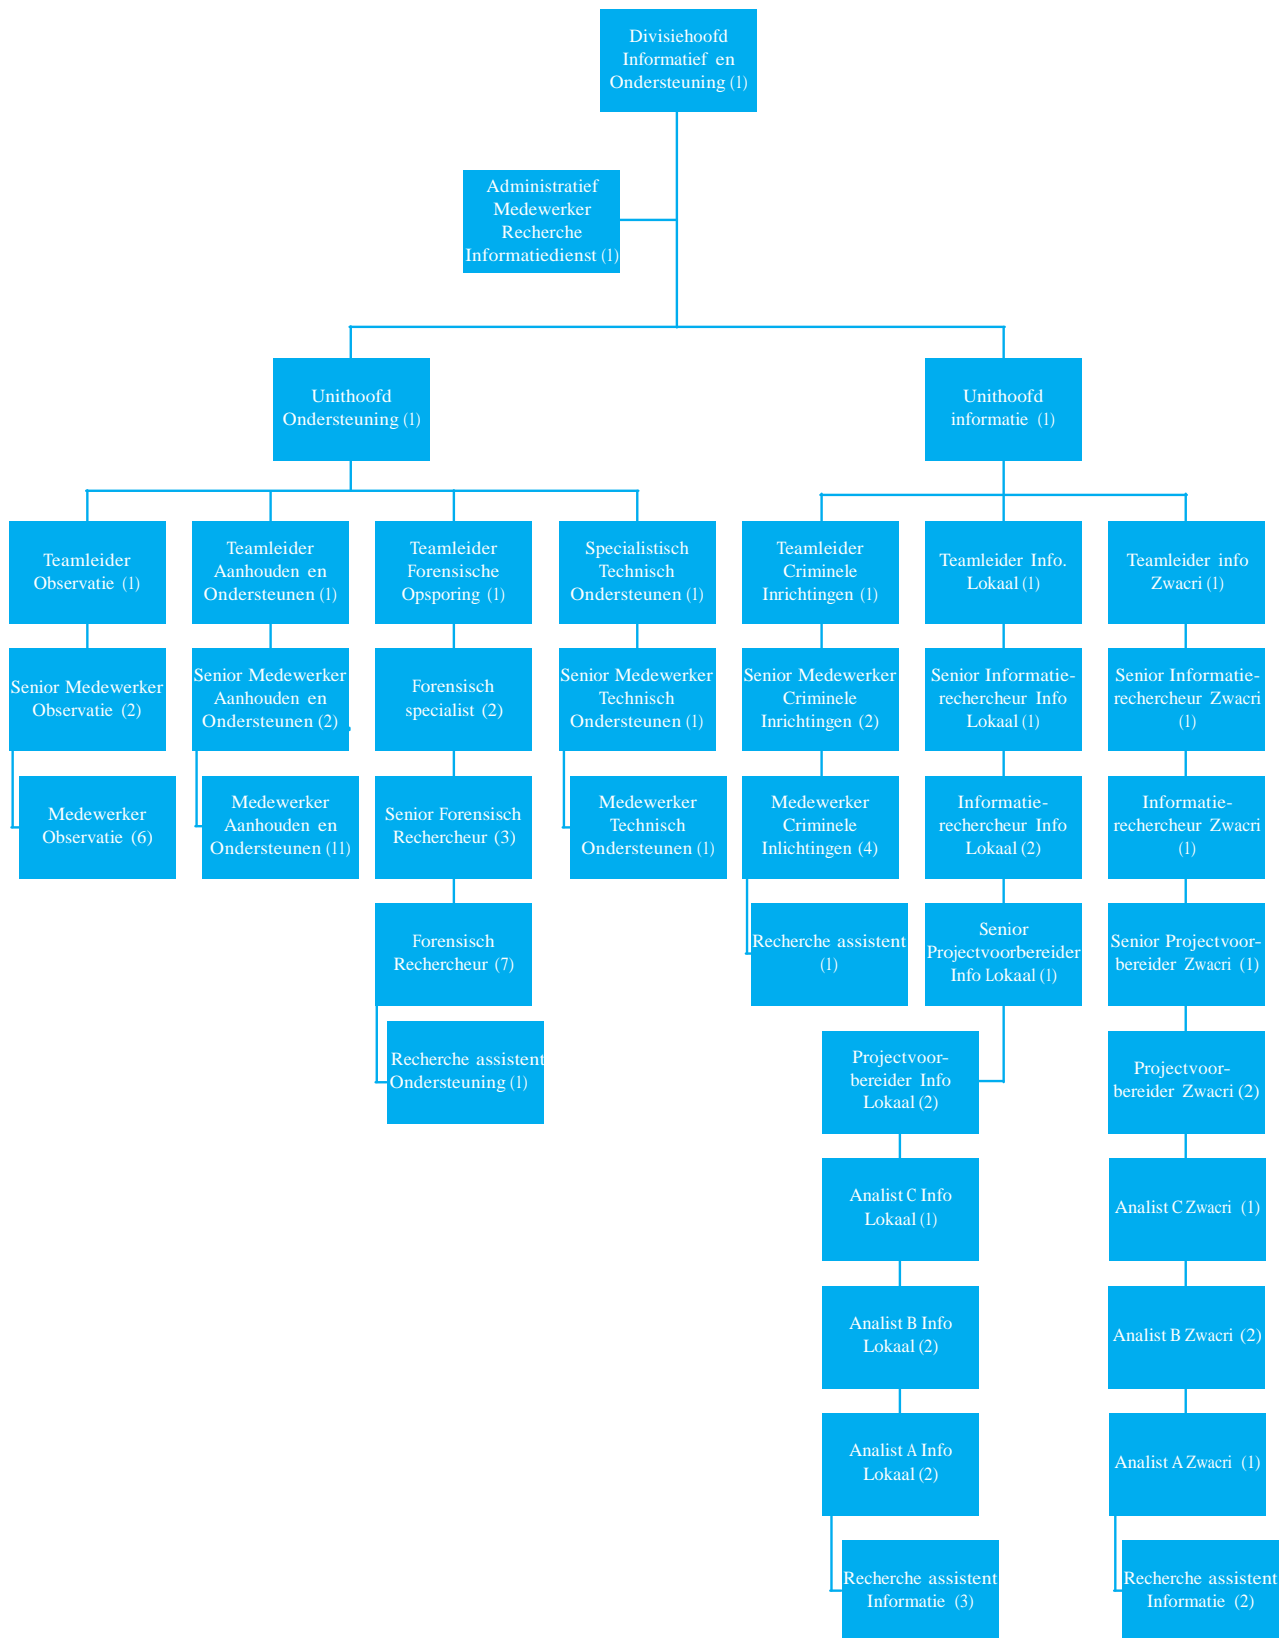 Divisiehoofd
Informatief en
Ondersteuning (1)
Administratief
Medewerker
Recherche
Informatiedienst (1)
Unithoofd
Ondersteuning (1)
Unithoofd
informatie (1)
Teamleider
Observatie (1)
Teamleider
Aanhouden en
Ondersteunen (1)
Teamleider
Forensische
Opsporing (1)
Specialistisch
Technisch
Ondersteunen (1)
Teamleider
Criminele
Inrichtingen (1)
Teamleider Info.
Lokaal (1)
Teamleider info
Zwacri (1)
Senior Medewerker
Observatie (2)
Senior Medewerker
Aanhouden en
Ondersteunen (2)
Forensisch
specialist (2)
Senior Medewerker
Technisch
Ondersteunen (1)
Senior Medewerker
Criminele
Inrichtingen (2)
Senior Informatie-
rechercheur Info
Lokaal (1)
Senior Informatie-
rechercheur Zwacri
(1)
Medewerker
Observatie (6)
Medewerker
Aanhouden en
Ondersteunen (11)
Senior Forensisch
Rechercheur (3)
Medewerker
Technisch
Ondersteunen (1)
Medewerker
Criminele
Inlichtingen (4)
Informatie-
rechercheur Info
Lokaal (2)
Informatie-
rechercheur Zwacri
(1)
Forensisch
Rechercheur (7)
Recherche assistent
(1)
Senior
Projectvoorbereider
Info Lokaal (1)
Senior Projectvoor-
bereider Zwacri (1)
Recherche assistent
Ondersteuning (1)
Projectvoor-
bereider Info
Lokaal (2)
Projectvoor-
bereider Zwacri (2)
Analist C Info
Lokaal (1)
Analist C Zwacri (1)
Analist B Info
Lokaal (2)
Analist B Zwacri (2)
Analist A Info
Lokaal (2)
Analist A Zwacri (1)
Recherche assistent
Informatie (3)
Recherche assistent
Informatie (2)